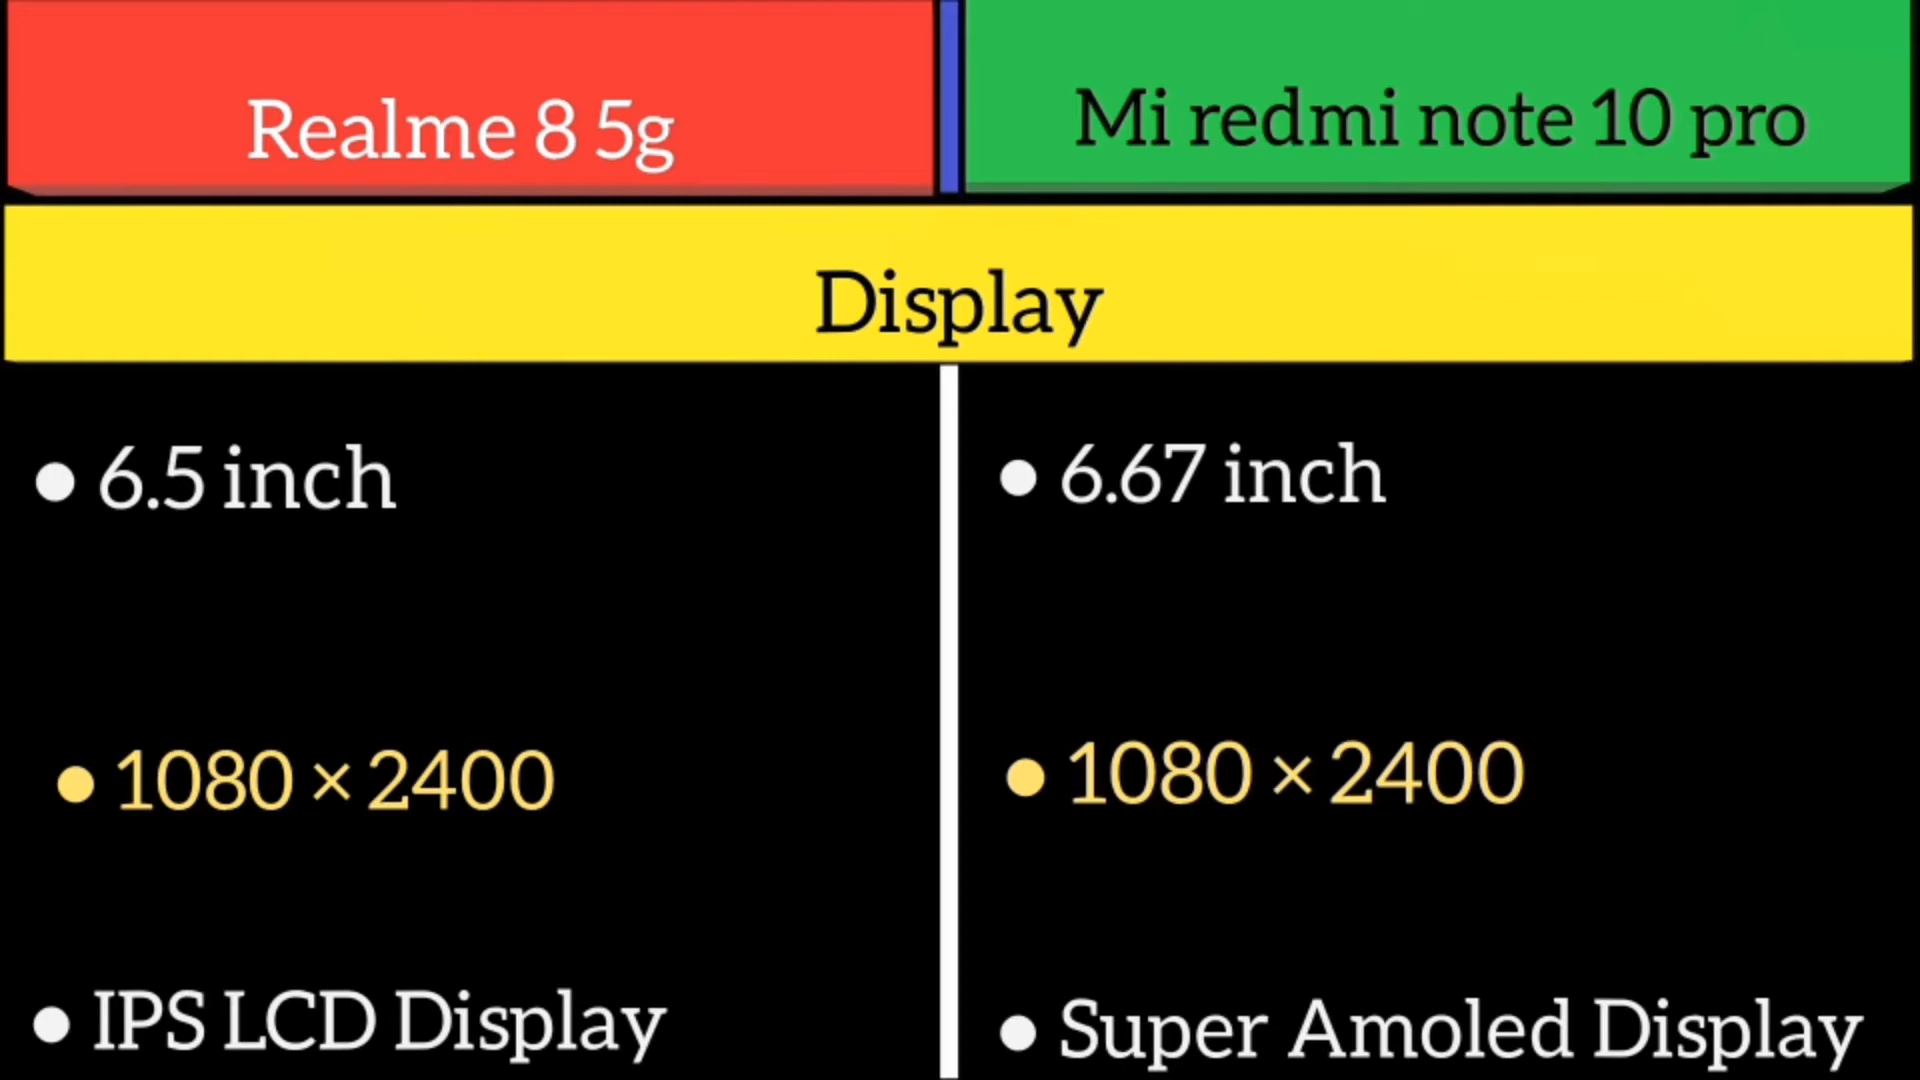 Realme 8 5g
Mi redmi note 10 pro
Display
● 6.5 inch
● 6.67 inch
● 1080 × 2400
● 1080 × 2400
● IPS LCD Display
● Super Amoled Display